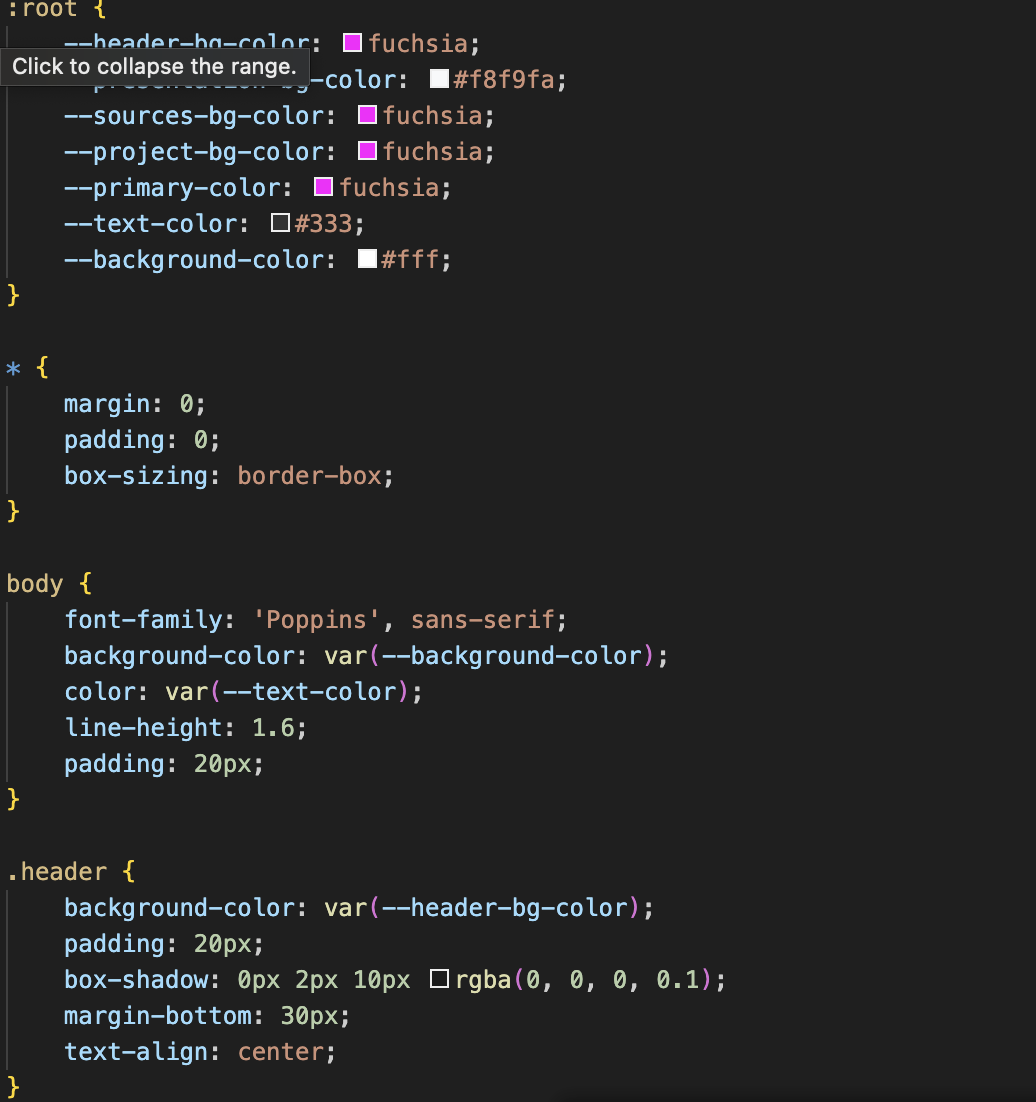 :root {
--header-bg-color: fuchsia;
Click to collapse the range.
-color: #f8f9fa;
--sources-bg-color: fuchsia;
--project-bg-color: fuchsia;
--primary-color: fuchsia;
--text-color: #333;
--background-color: #fff;
}
* {
margin: 0;
padding: 0;
box-sizing: border-box;
}
body {
font-family: 'Poppins', sans-serif;
background-color: var(--background-color);
color: var(--text-color);
line-height: 1.6;
padding: 20px;
}
.header {
background-color: var(--header-bg-color);
padding: 20px;
box-shadow: 0px 2px 10px rgba(0, 0, 0, 0.1);
margin-bottom: 30px;
text-align: center;
}